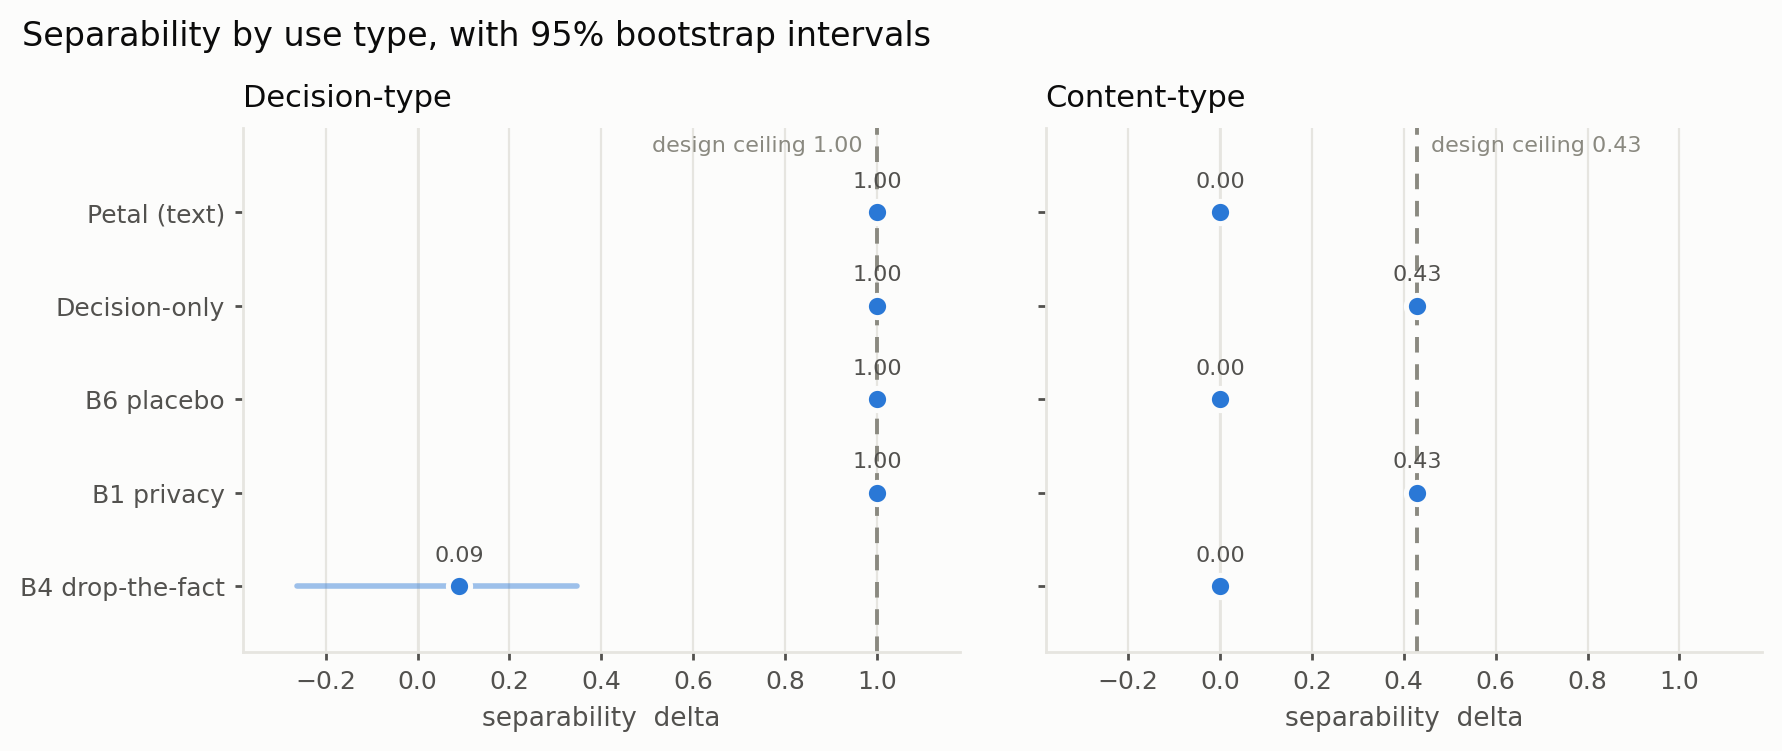 Separability by use type, with 95% bootstrap intervals
Decision-type
design ceiling 1.00
Petal (text)
1.00
Decision-only
1.00
B6 placebo
1.00
B1 privacy
1.00
B4 drop-the-fact
0.09
−0.2 0.0 0.2 0.4 0.6 0.8 1.0
separability delta
Content-type
design ceiling 0.43
0.00
0.43
0.00
0.43
0.00
−0.2 0.0 0.2 0.4 0.6 0.8 1.0
separability delta